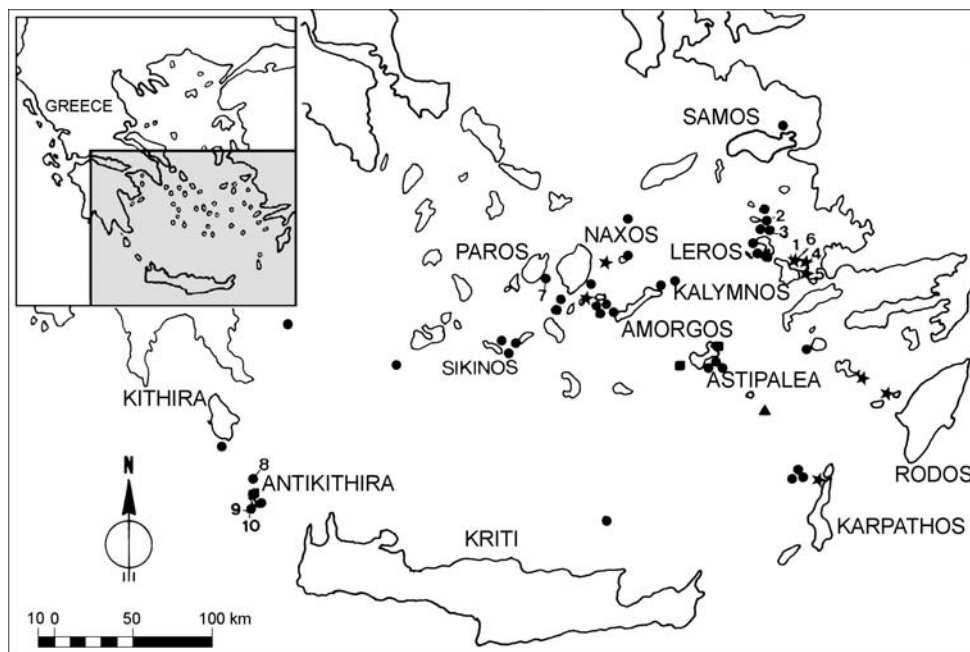 GREECE
SAMOS
2
3
NAXOS
PAROS
LEROS
1 6
4
5
7
KALYMNOS
AMORGOS
SIKINOS
ASTIPALEA
KITHIRA
RODOS
N
8
ANTIKITHIRA
9
10
KARPATHOS
KRITI
10 0 50 100 km